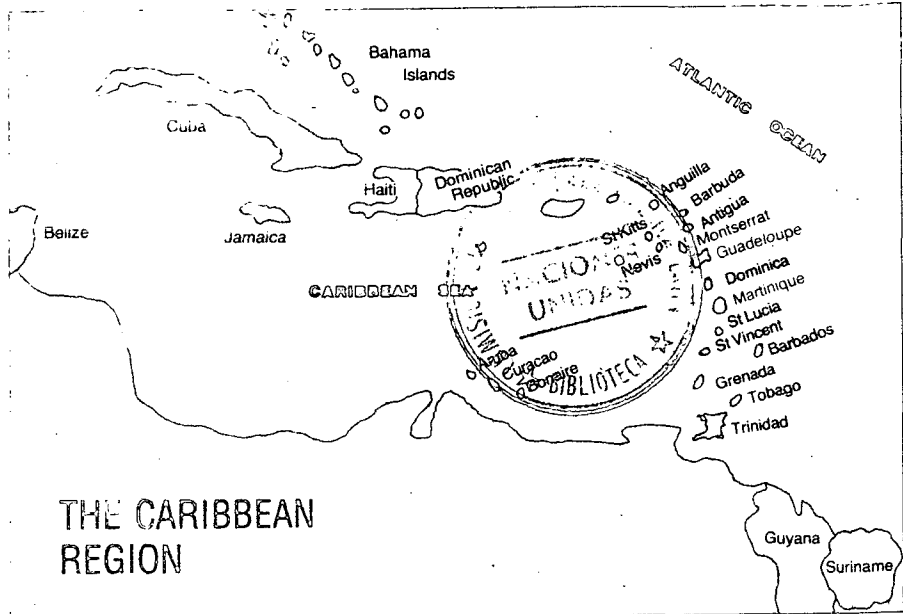 Bahama
Islands
ATLANTIC OCEAN
Cuba
Haiti
Dominican
Republic
Anguilla
Barbuda
Antigua
St Kitts
Montserrat
Nevis
Guadeloupe
Belize
Jamaica
CARIBBEAN SEA
NACIONES
UNIDAS
BIBLIOTECA
Dominica
Martinique
St Lucia
St Vincent
Barbados
Aruba
Curacao
Bonaire
Grenada
Tobago
Trinidad
THE CARIBBEAN
REGION
Guyana
Suriname